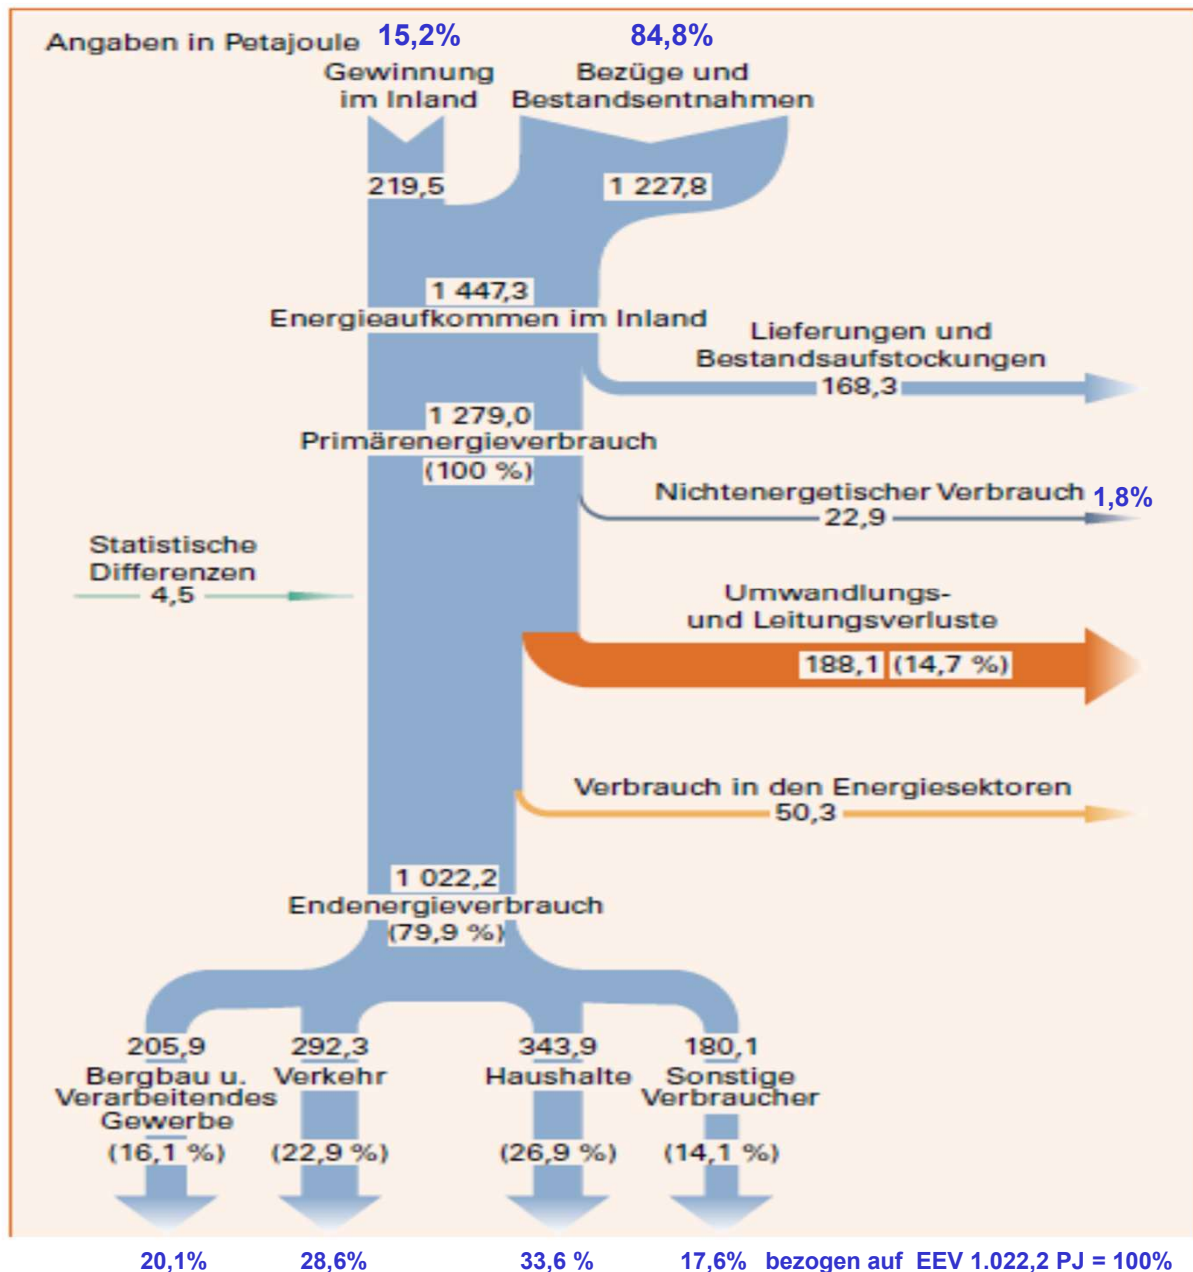 Angaben in Petajoule 15,2% 84,8%
Gewinnung
im Inland
Bezüge und
Bestandsentnahmen
219,5
1 227,8
1 447,3
Energieaufkommen im Inland
Lieferungen und
Bestandsaufstockungen
168,3
1 279,0
Primärenergieverbrauch
(100 %)
Nichtenergetischer Verbrauch 1,8%
22,9
Statistische
Differenzen
4,5
Umwandlungs-
und Leitungsverluste
188,1 (14,7 %)
Verbrauch in den Energiesektoren
50,3
1 022,2
Endenergieverbrauch
(79,9 %)
205,9
Bergbau u.
Verarbeitendes
Gewerbe
(16,1 %)
292,3
Verkehr
(22,9 %)
343,9
Haushalte
(26,9 %)
180,1
Sonstige
Verbraucher
(14,1 %)
20,1% 28,6% 33,6 % 17,6% bezogen auf EEV 1.022,2 PJ = 100%